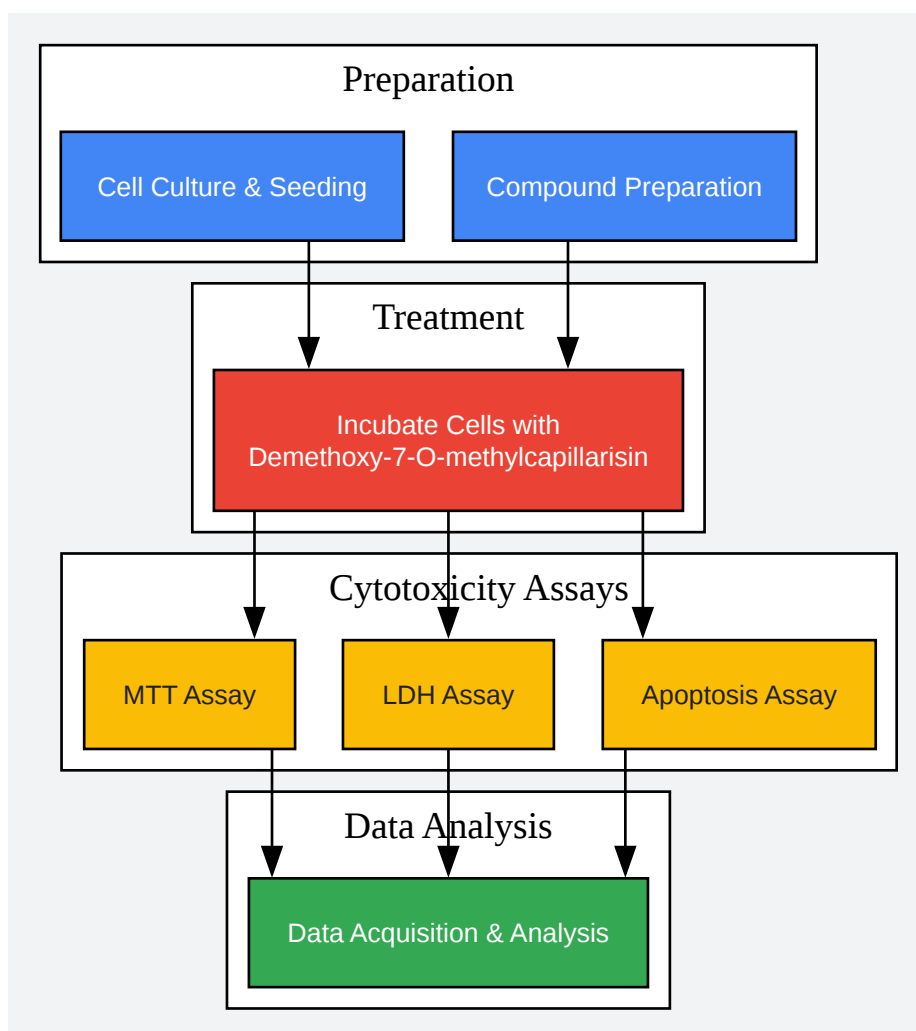 Preparation
Cell Culture & Seeding
Compound Preparation
Treatment
Incubate Cells with
Demethoxy-7-O-methylcapillarisin
Cytotoxicity Assays
MTT Assay
LDH Assay
Apoptosis Assay
Data Analysis
Data Acquisition & Analysis